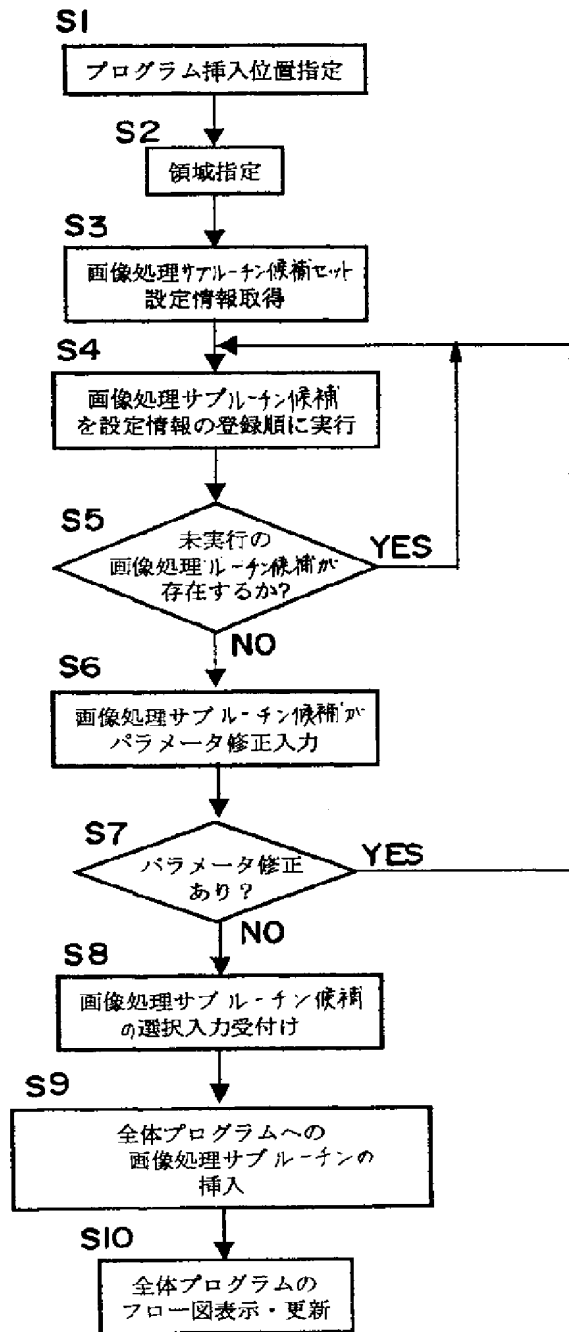 S1
プログラム挿入位置指定
S2
領域指定
S3
画像処理サブルーチン候補セット
設定情報取得
S4
画像処理サブルーチン候補
を設定情報の登録順に実行
S5
未実行の
画像処理ルーチン候補が
存在するか?
YES
NO
S6
画像処理サブルーチン候補が
パラメータ修正入力
S7
パラメータ修正
あり?
YES
NO
S8
画像処理サブルーチン候補
の選択入力受付け
S9
全体プログラムへの
画像処理サブルーチンの
挿入
S10
全体プログラムの
フロー図表示・更新